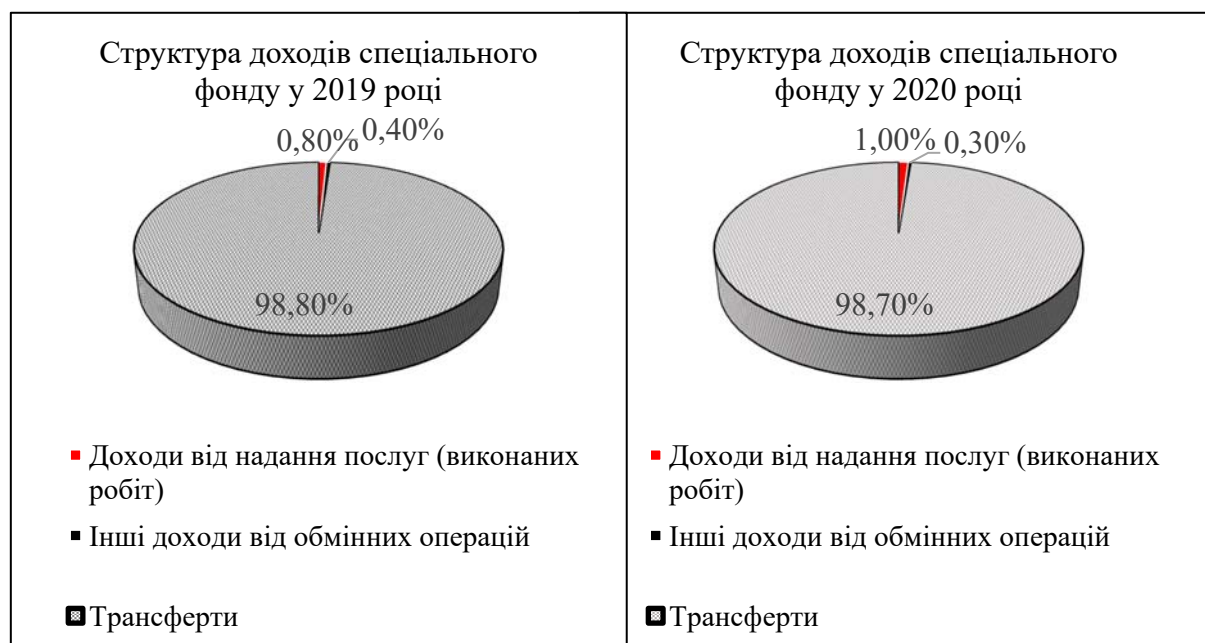 Структура доходів спеціального
фонду у 2019 році
0,80%
0,40%
98,80%
Доходи від надання послуг (виконаних
робіт)
Інші доходи від обмінних операцій
Трансферти
Структура доходів спеціального
фонду у 2020 році
1,00%
0,30%
98,70%
Доходи від надання послуг (виконаних
робіт)
Інші доходи від обмінних операцій
Трансферти